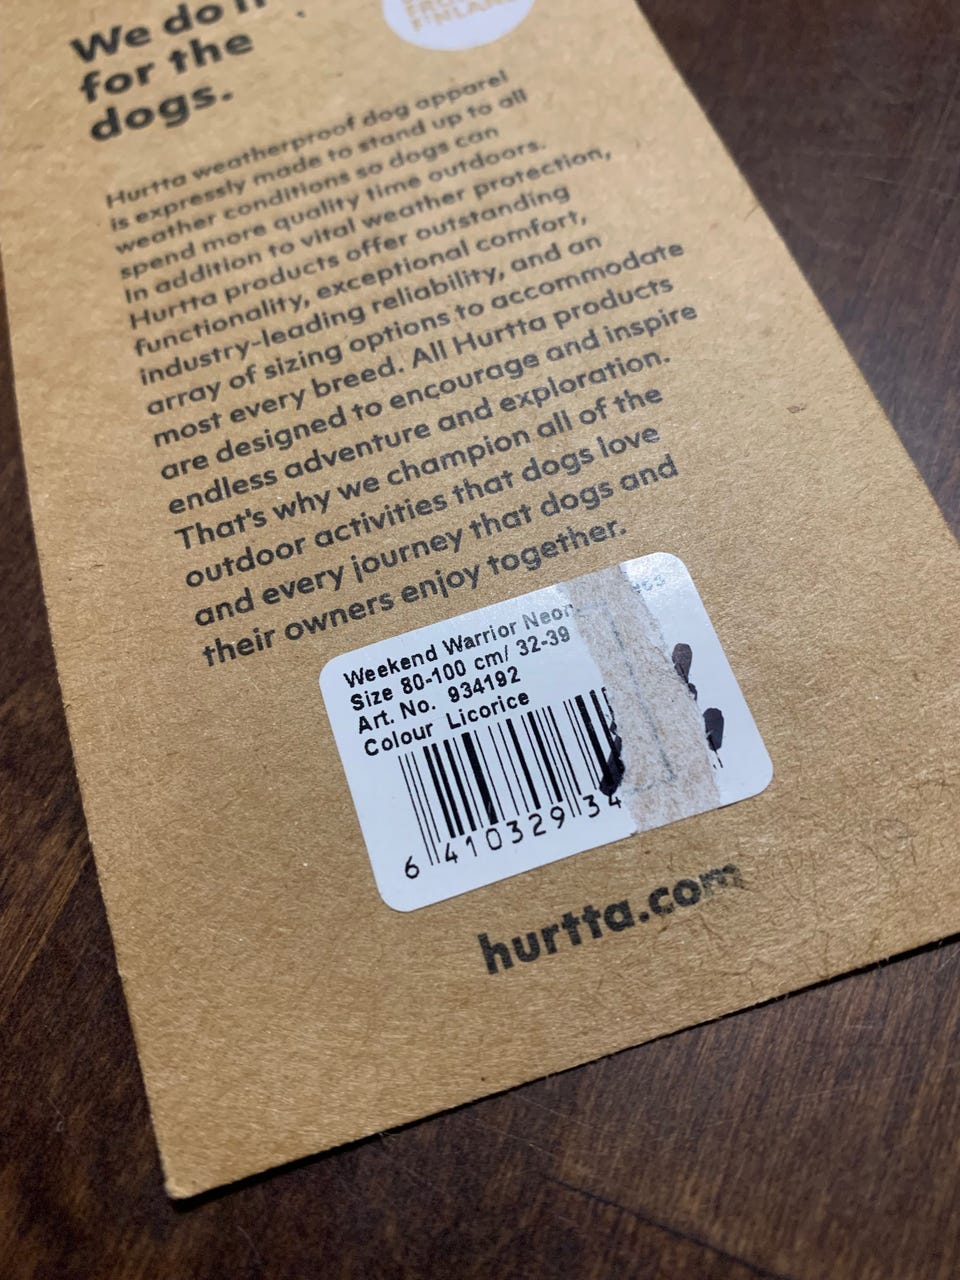 We do it
for the
dogs.
FINLAND
Hurtta weatherproof dog apparel
is expressly made to stand up to all
weather conditions so dogs can
spend more quality time outdoors.
In addition to vital weather protection,
Hurtta products offer outstanding
functionality, exceptional comfort,
industry-leading reliability, and an
array of sizing options to accommodate
most every breed. All Hurtta products
are designed to encourage and inspire
endless adventure and exploration.
That's why we champion all of the
outdoor activities that dogs love
and every journey that dogs and
their owners enjoy together.
Weekend Warrior Neon
Size 80-100 cm/ 32-39
Art. No. 934192
Colour Licorice
6 410329 34
hurtta.com